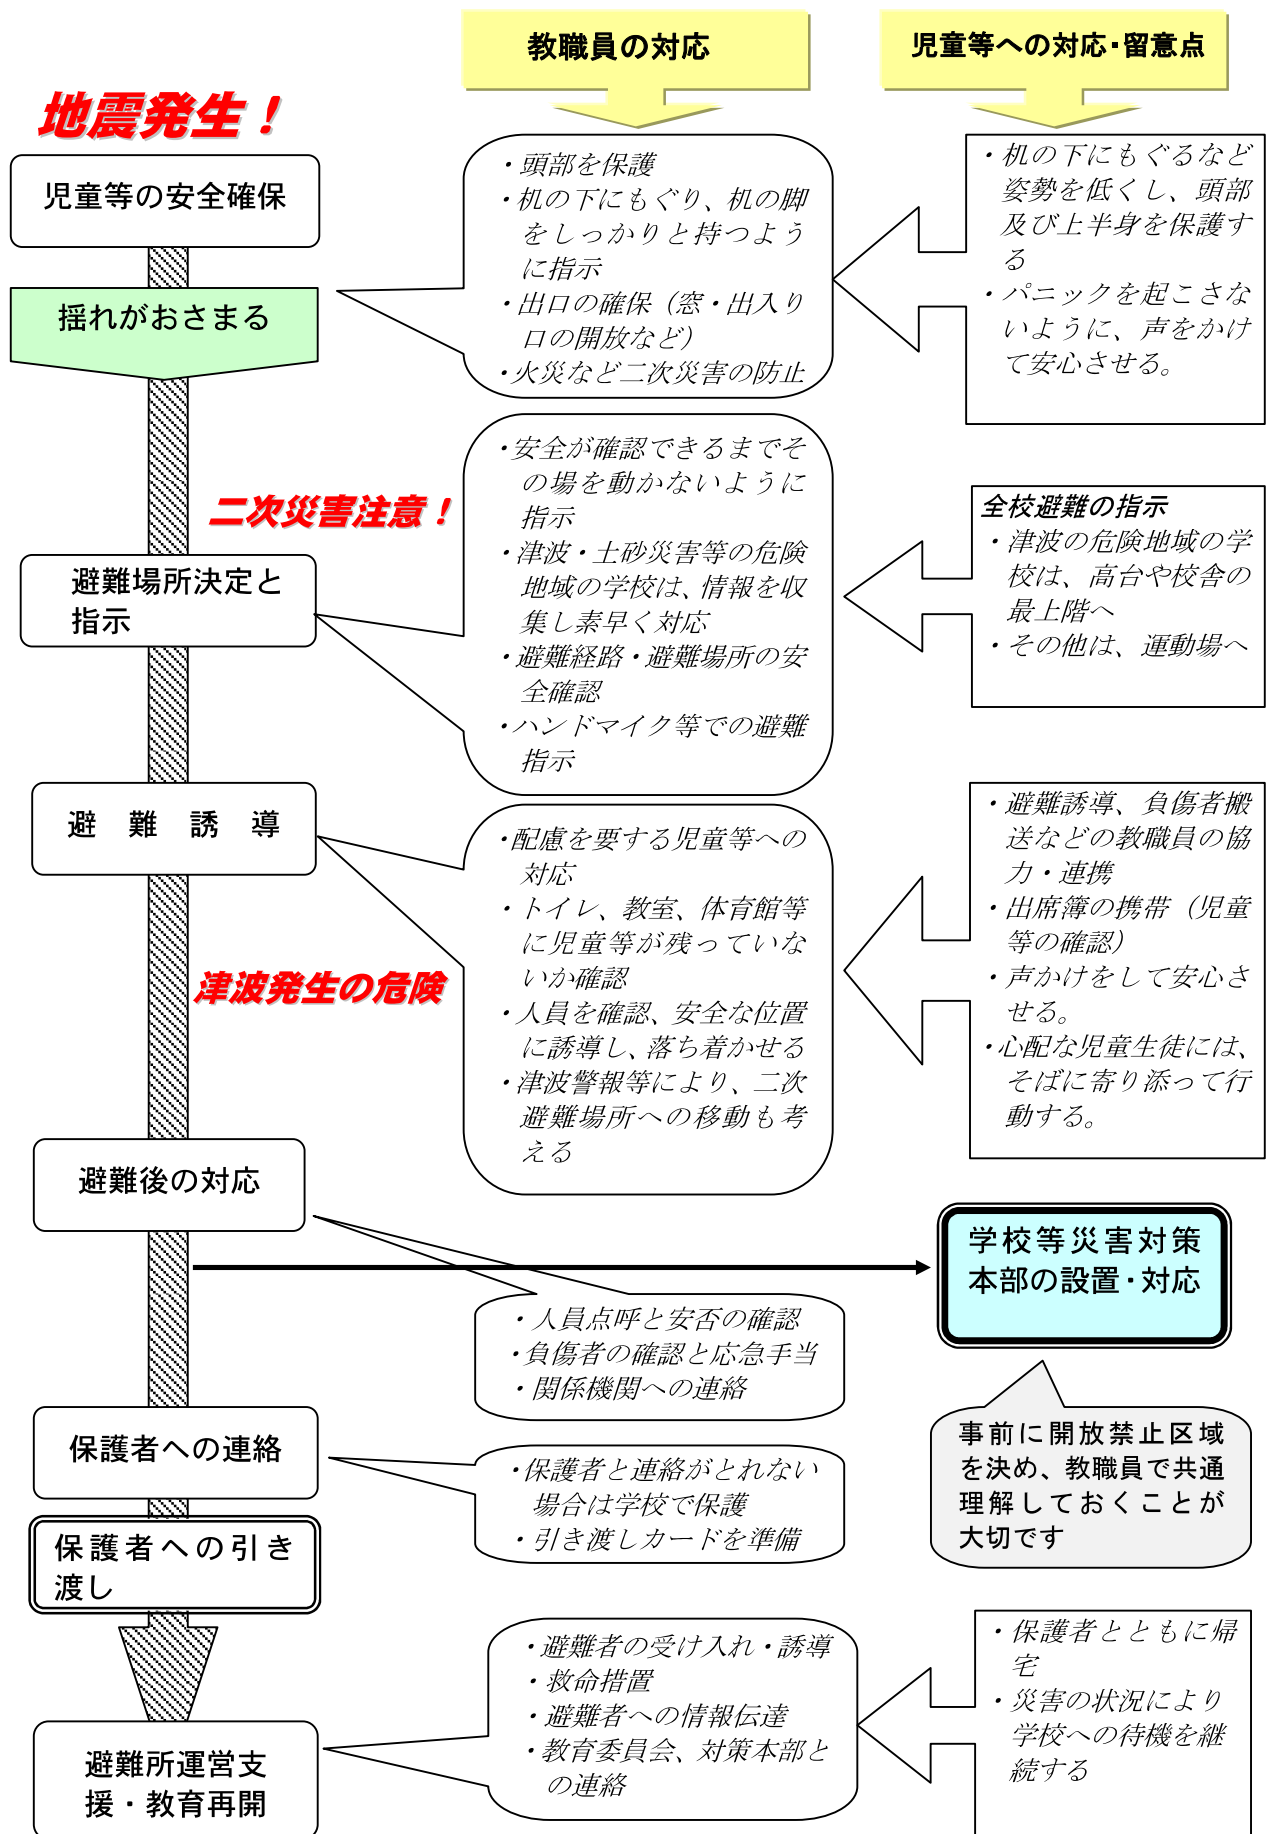 教職員の対応
児童等への対応・留意点
地震発生！
児童等の安全確保
揺れがおさまる
・頭部を保護
・机の下にもぐり、机の脚
をしっかりと持つよう
に指示
・出口の確保（窓・出入り
口の開放など）
・火災など二次災害の防止
・机の下にもぐるなど
姿勢を低くし、頭部
及び上半身を保護す
る
・パニックを起こさな
いように、声をかけ
て安心させる。
二次災害注意！
避難場所決定と
指示
・安全が確認できるまでそ
の場を動かないように
指示
・津波・土砂災害等の危険
地域の学校は、情報を収
集し素早く対応
・避難経路・避難場所の安
全確認
・ハンドマイク等での避難
指示
全校避難の指示
・津波の危険地域の学
校は、高台や校舎の
最上階へ
・その他は、運動場へ
避　難　誘　導
津波発生の危険
・配慮を要する児童等への
対応
・トイレ、教室、体育館等
に児童等が残っていな
いか確認
・人員を確認、安全な位置
に誘導し、落ち着かせる
・津波警報等により、二次
避難場所への移動も考
える
・避難誘導、負傷者搬
送などの教職員の協
力・連携
・出席簿の携帯（児童
等の確認）
・声かけをして安心さ
せる。
・心配な児童生徒には、
そばに寄り添って行
動する。
避難後の対応
学校等災害対策
本部の設置・対応
・人員点呼と安否の確認
・負傷者の確認と応急手当
・関係機関への連絡
事前に開放禁止区域
を決め、教職員で共通
理解しておくことが
大切です
保護者への連絡
・保護者と連絡がとれない
場合は学校で保護
・引き渡しカードを準備
保護者への引き
渡し
避難所運営支
援・教育再開
・避難者の受け入れ・誘導
・救命措置
・避難者への情報伝達
・教育委員会、対策本部と
の連絡
・保護者とともに帰
宅
・災害の状況により
学校への待機を継
続する